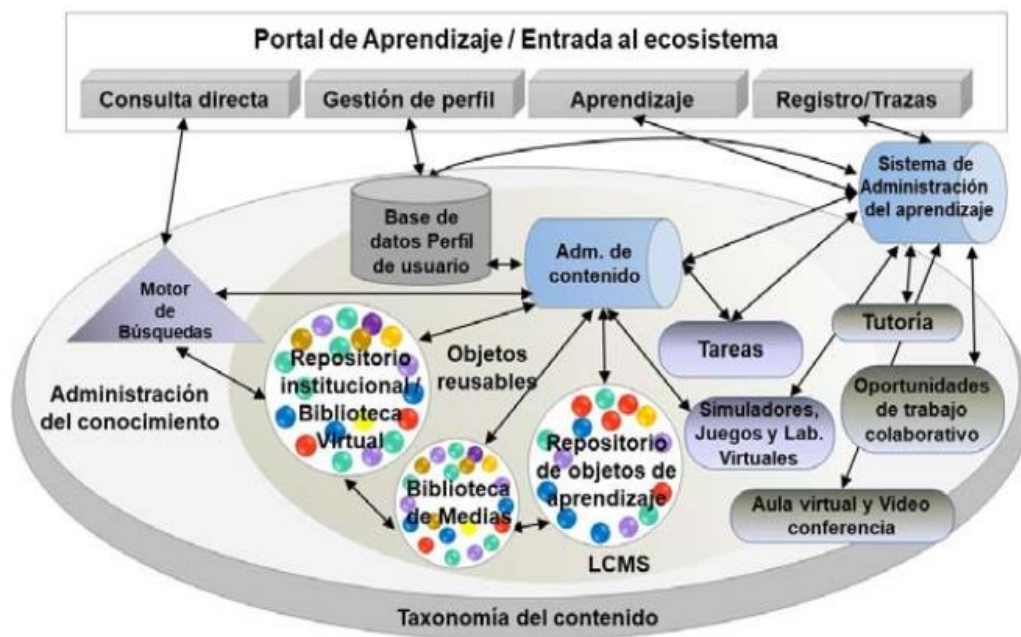 Portal de Aprendizaje / Entrada al ecosistema
Consulta directa
Gestión de perfil
Aprendizaje
Registro/Trazas
Sistema de
Administración
del aprendizaje
Base de
datos Perfil
de usuario
Adm. de
contenido
Motor
de
Búsquedas
Tutoría
Tareas
Repositorio
institucional /
Biblioteca
Virtual
Objetos
reusables
Administración
del conocimiento
Oportunidades
de trabajo
colaborativo
Simuladores,
Juegos y Lab.
Virtuales
Repositorio
de objetos de
aprendizaje
Biblioteca
de Medias
Aula virtual y Video
conferencia
LCMS
Taxonomía del contenido